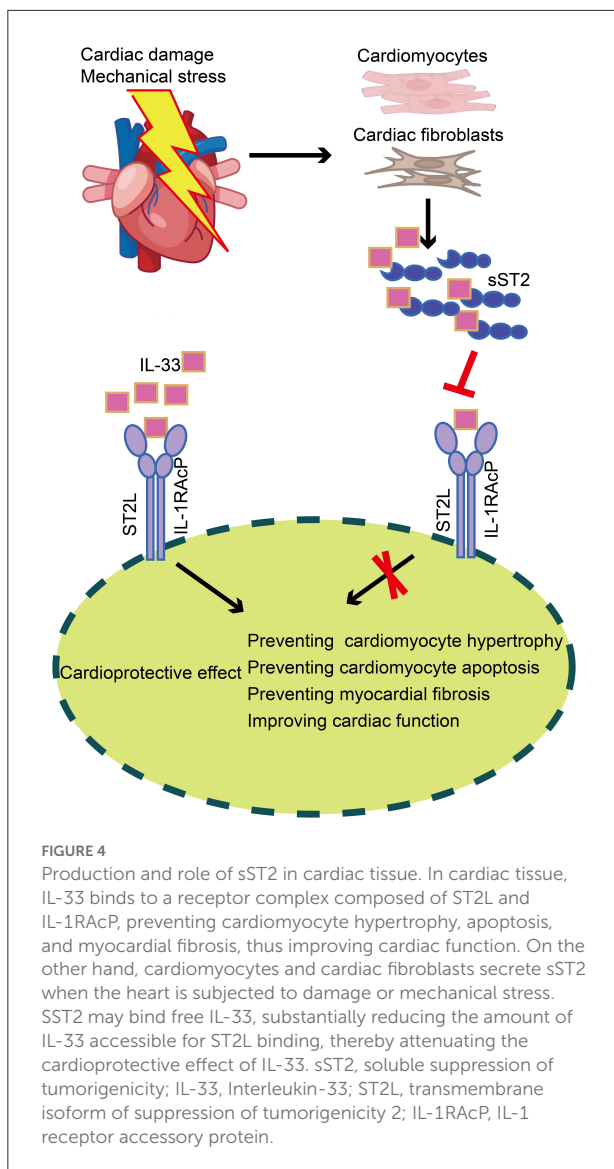 Cardiac damage
Mechanical stress
Cardiomyocytes
Cardiac fibroblasts
sST2
IL-33
ST2L
IL-1RAcP
ST2L
IL-1RAcP
Cardioprotective effect
Preventing cardiomyocyte hypertrophy
Preventing cardiomyocyte apoptosis
Preventing myocardial fibrosis
Improving cardiac function
FIGURE 4
Production and role of sST2 in cardiac tissue. In cardiac tissue,
IL-33 binds to a receptor complex composed of ST2L and
IL-1RAcP, preventing cardiomyocyte hypertrophy, apoptosis,
and myocardial fibrosis, thus improving cardiac function. On the
other hand, cardiomyocytes and cardiac fibroblasts secrete sST2
when the heart is subjected to damage or mechanical stress.
SST2 may bind free IL-33, substantially reducing the amount of
IL-33 accessible for ST2L binding, thereby attenuating the
cardioprotective effect of IL-33. sST2, soluble suppression of
tumorigenicity; IL-33, Interleukin-33; ST2L, transmembrane
isoform of suppression of tumorigenicity 2; IL-1RAcP, IL-1
receptor accessory protein.